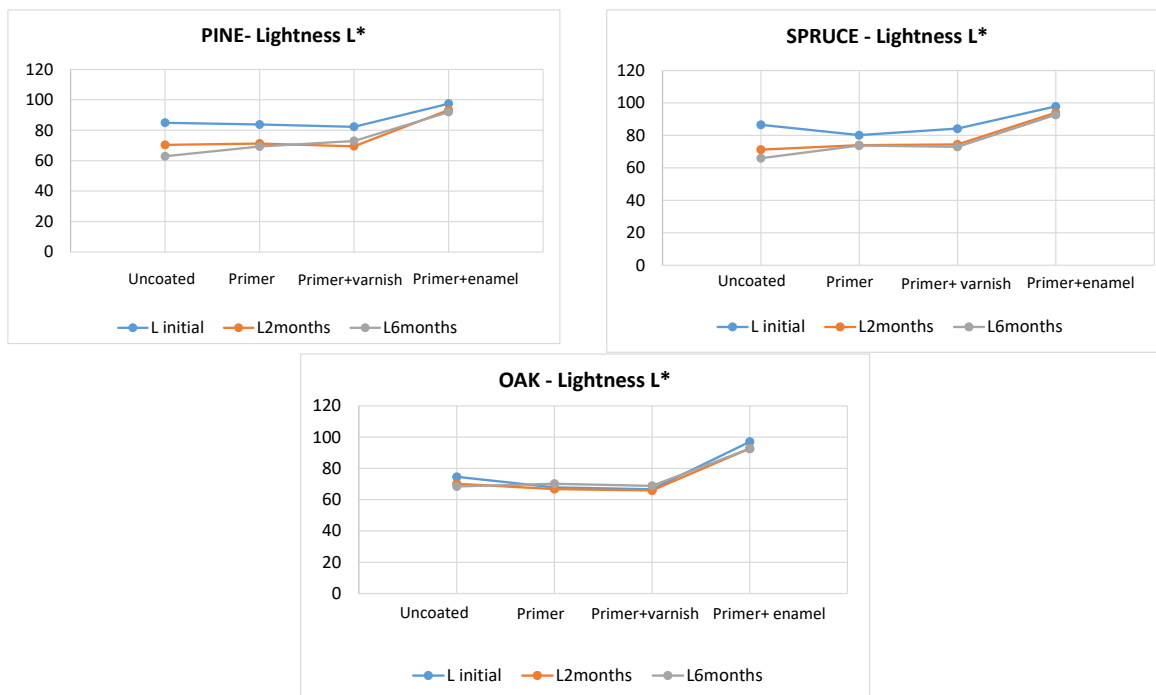 PINE- Lightness L*
120
100
80
60
40
20
0
Uncoated Primer Primer+varnish Primer+enamel
L initial L2months L6months
SPRUCE - Lightness L*
120
100
80
60
40
20
0
Uncoated Primer Primer+ varnish Primer+enamel
L initial L2months L6months
OAK - Lightness L*
120
100
80
60
40
20
0
Uncoated Primer Primer+varnish Primer+ enamel
L initial L2months L6months